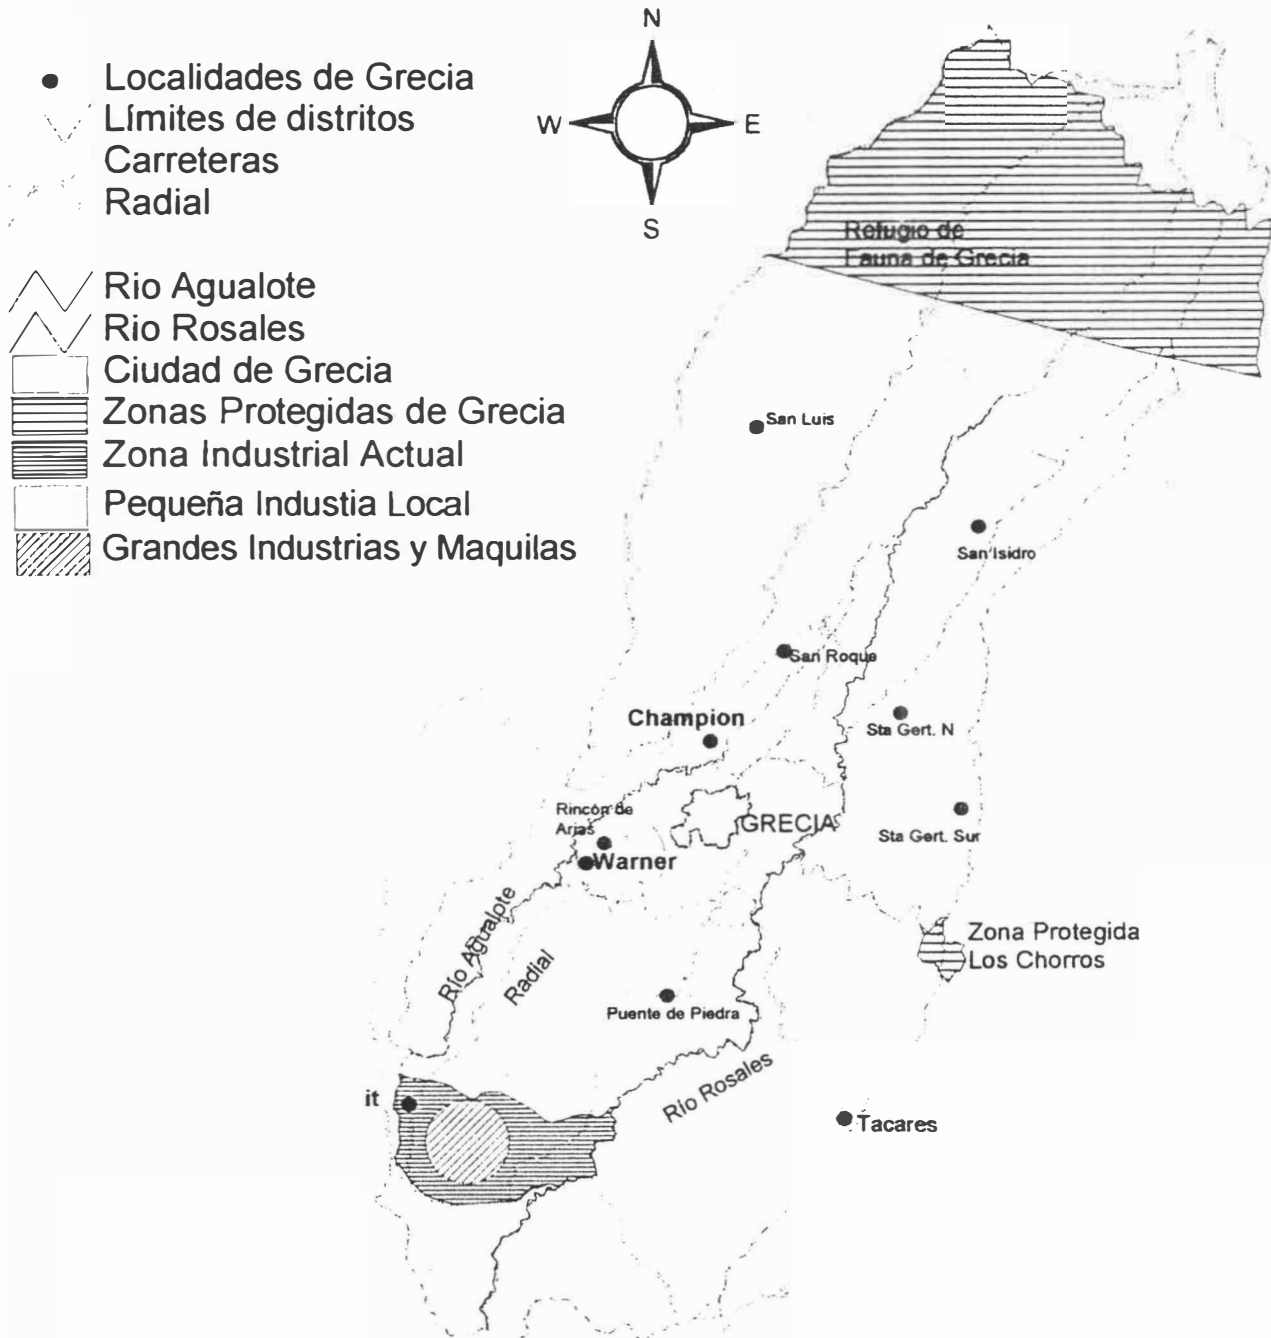 N
W
E
S
Localidades de Grecia
Límites de distritos
Carreteras
Radial
Rio Agualote
Rio Rosales
Ciudad de Grecia
Zonas Protegidas de Grecia
Zona Industrial Actual
Pequeña Industia Local
Grandes Industrias y Maquilas
Refugio de
Fauna de Grecia
San Luis
San Isidro
San Roque
Champion
Sta Gert. N
Rincón de
Arias
GRECIA
Sta Gert. Sur
Warner
Río Agualote
Radial
Zona Protegida
Los Chorros
Puente de Piedra
Río Rosales
it
Tacares